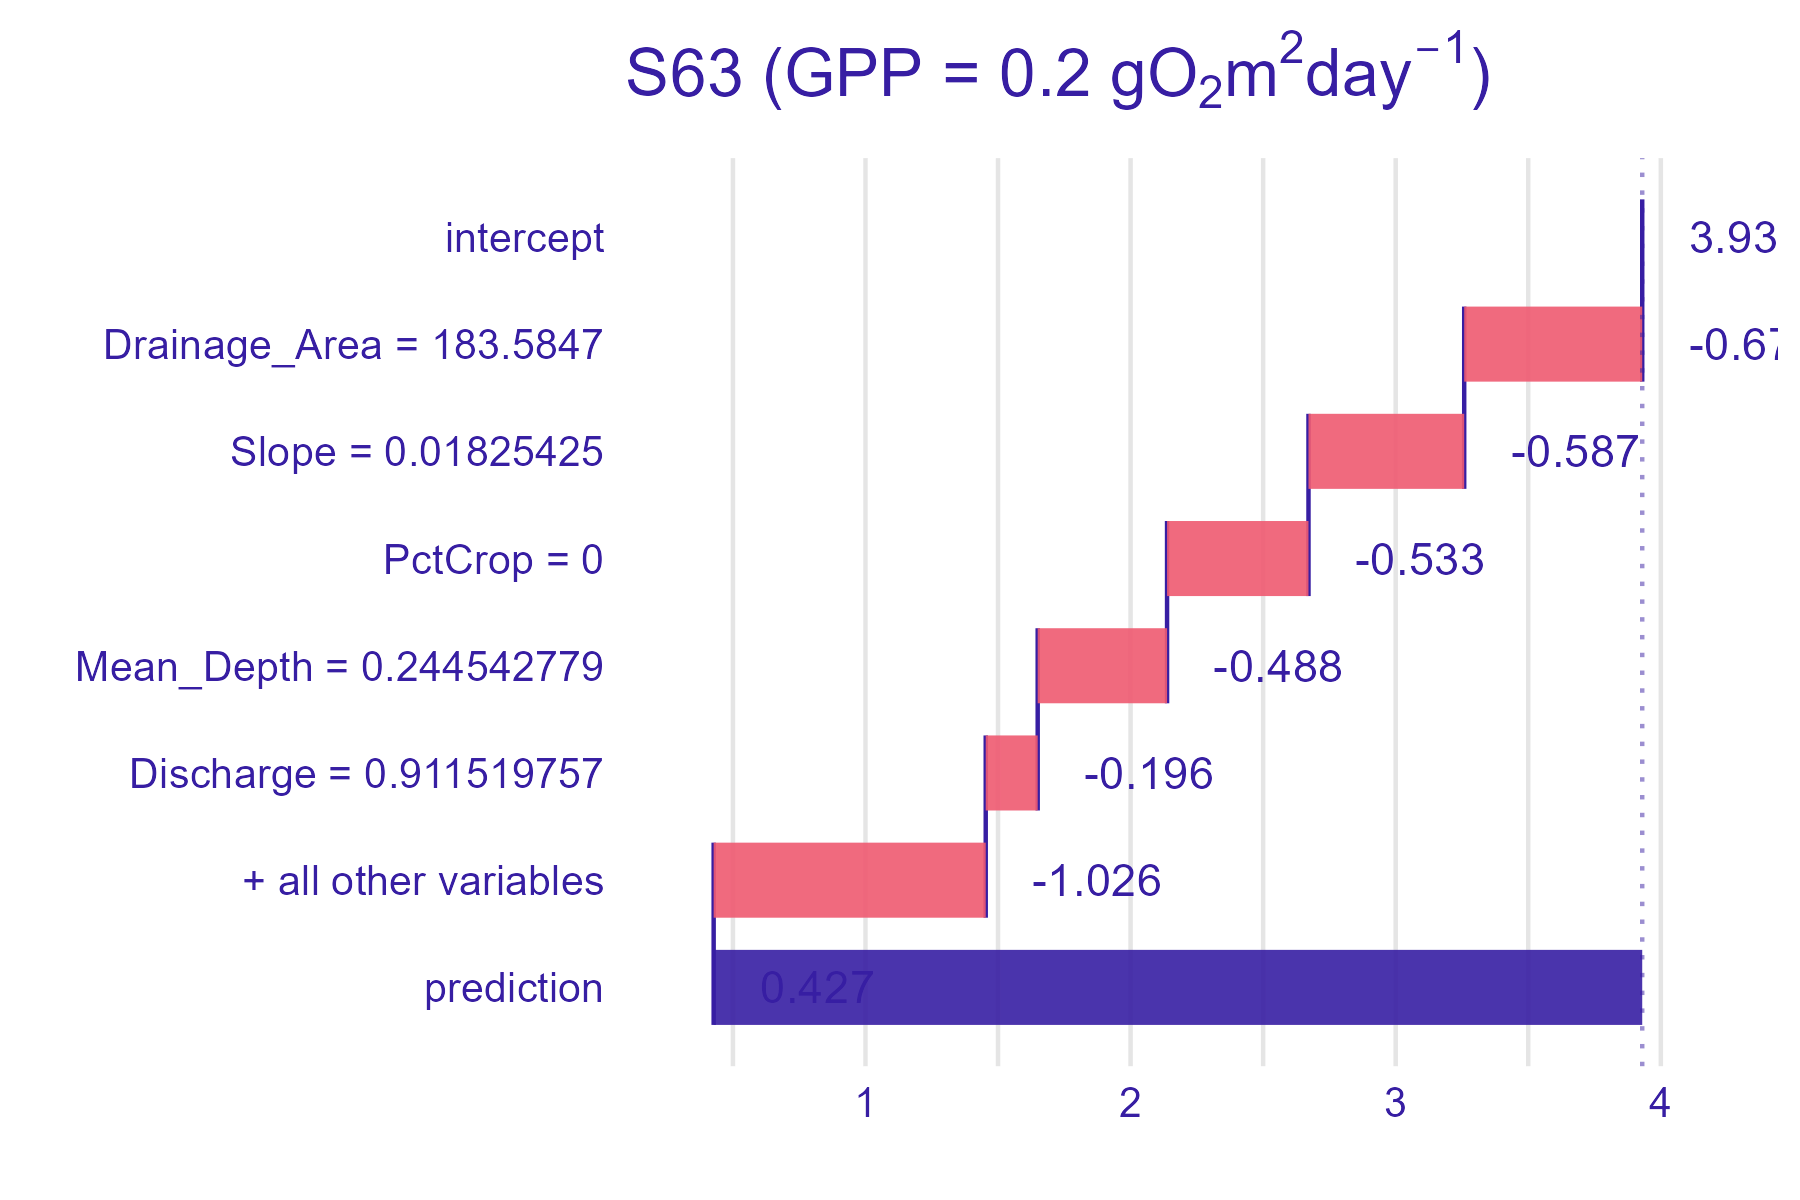 S63 (GPP = 0.2 gO₂m²day⁻¹)
intercept
3.93
Drainage_Area = 183.5847
-0.67
Slope = 0.01825425
-0.587
PctCrop = 0
-0.533
Mean_Depth = 0.244542779
-0.488
Discharge = 0.911519757
-0.196
+ all other variables
-1.026
prediction
0.427
1 2 3 4